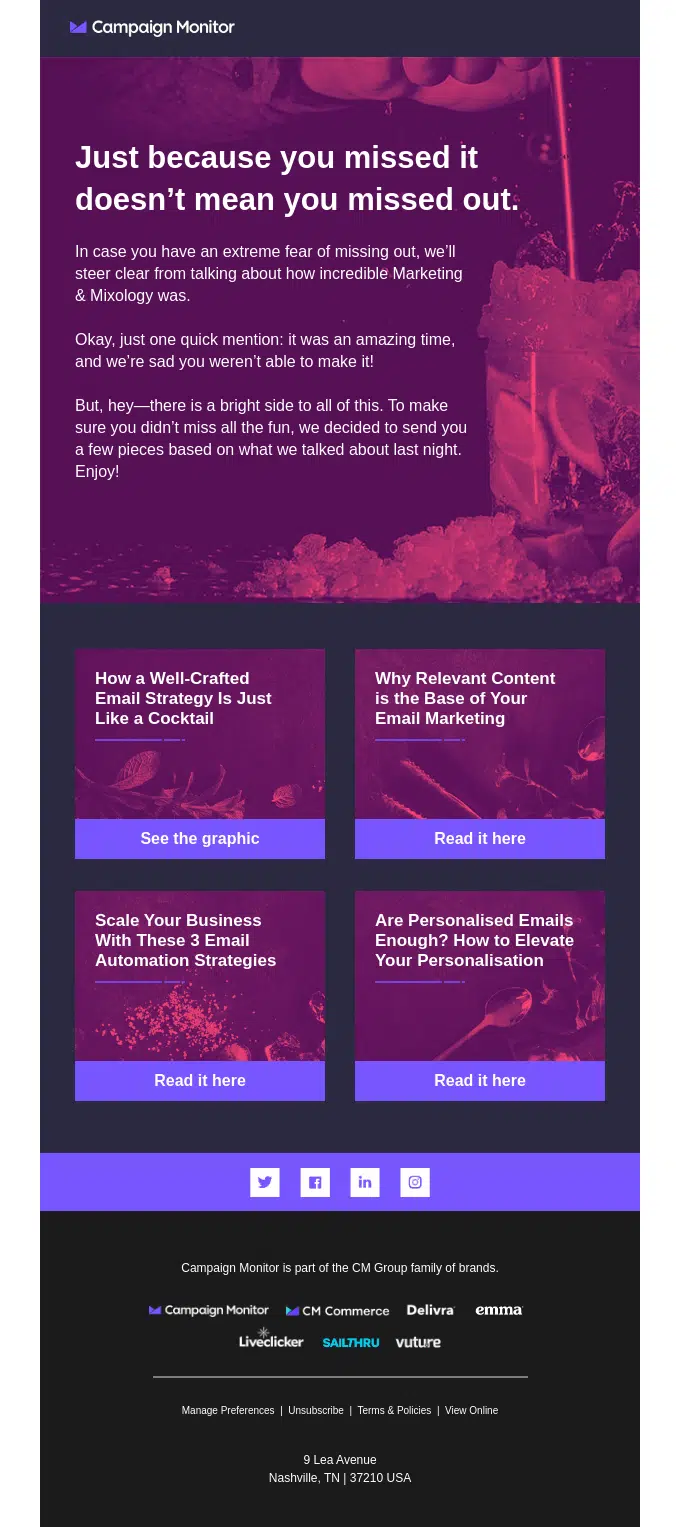 Campaign Monitor
Just because you missed it
doesn’t mean you missed out.
In case you have an extreme fear of missing out, we’ll
steer clear from talking about how incredible Marketing
& Mixology was.
Okay, just one quick mention: it was an amazing time,
and we’re sad you weren’t able to make it!
But, hey—there is a bright side to all of this. To make
sure you didn’t miss all the fun, we decided to send you
a few pieces based on what we talked about last night.
Enjoy!
How a Well-Crafted
Email Strategy Is Just
Like a Cocktail
See the graphic
Why Relevant Content
is the Base of Your
Email Marketing
Read it here
Scale Your Business
With These 3 Email
Automation Strategies
Read it here
Are Personalised Emails
Enough? How to Elevate
Your Personalisation
Read it here
Campaign Monitor is part of the CM Group family of brands.
Campaign Monitor CM Commerce Delivra emma
Liveclicker SAILTHRU vuture
Manage Preferences | Unsubscribe | Terms & Policies | View Online
9 Lea Avenue
Nashville, TN | 37210 USA